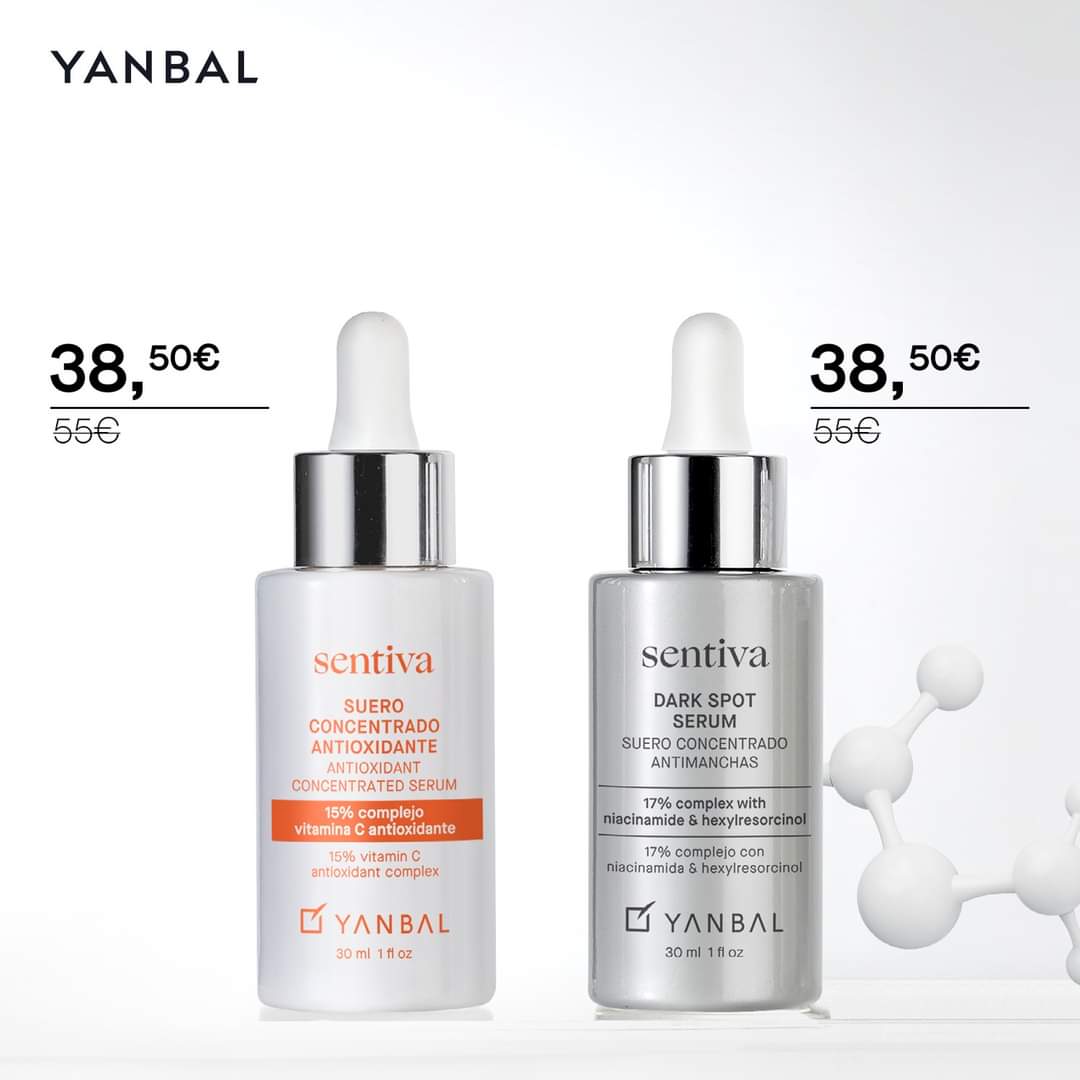 YANBAL
38,50€
55€
38,50€
55€
sentiva
SUERO
CONCENTRADO
ANTIOXIDANTE
ANTIOXIDANT
CONCENTRATED SERUM
15% complejo
vitamina C antioxidante
15% vitamin C
antioxidant complex
YANBAL
30 ml 1 fl oz
sentiva
DARK SPOT
SERUM
SUERO CONCENTRADO
ANTIMANCHAS
17% complex with
niacinamide & hexylresorcinol
17% complejo con
niacinamida & hexylresorcinol
YANBAL
30 ml 1 fl oz